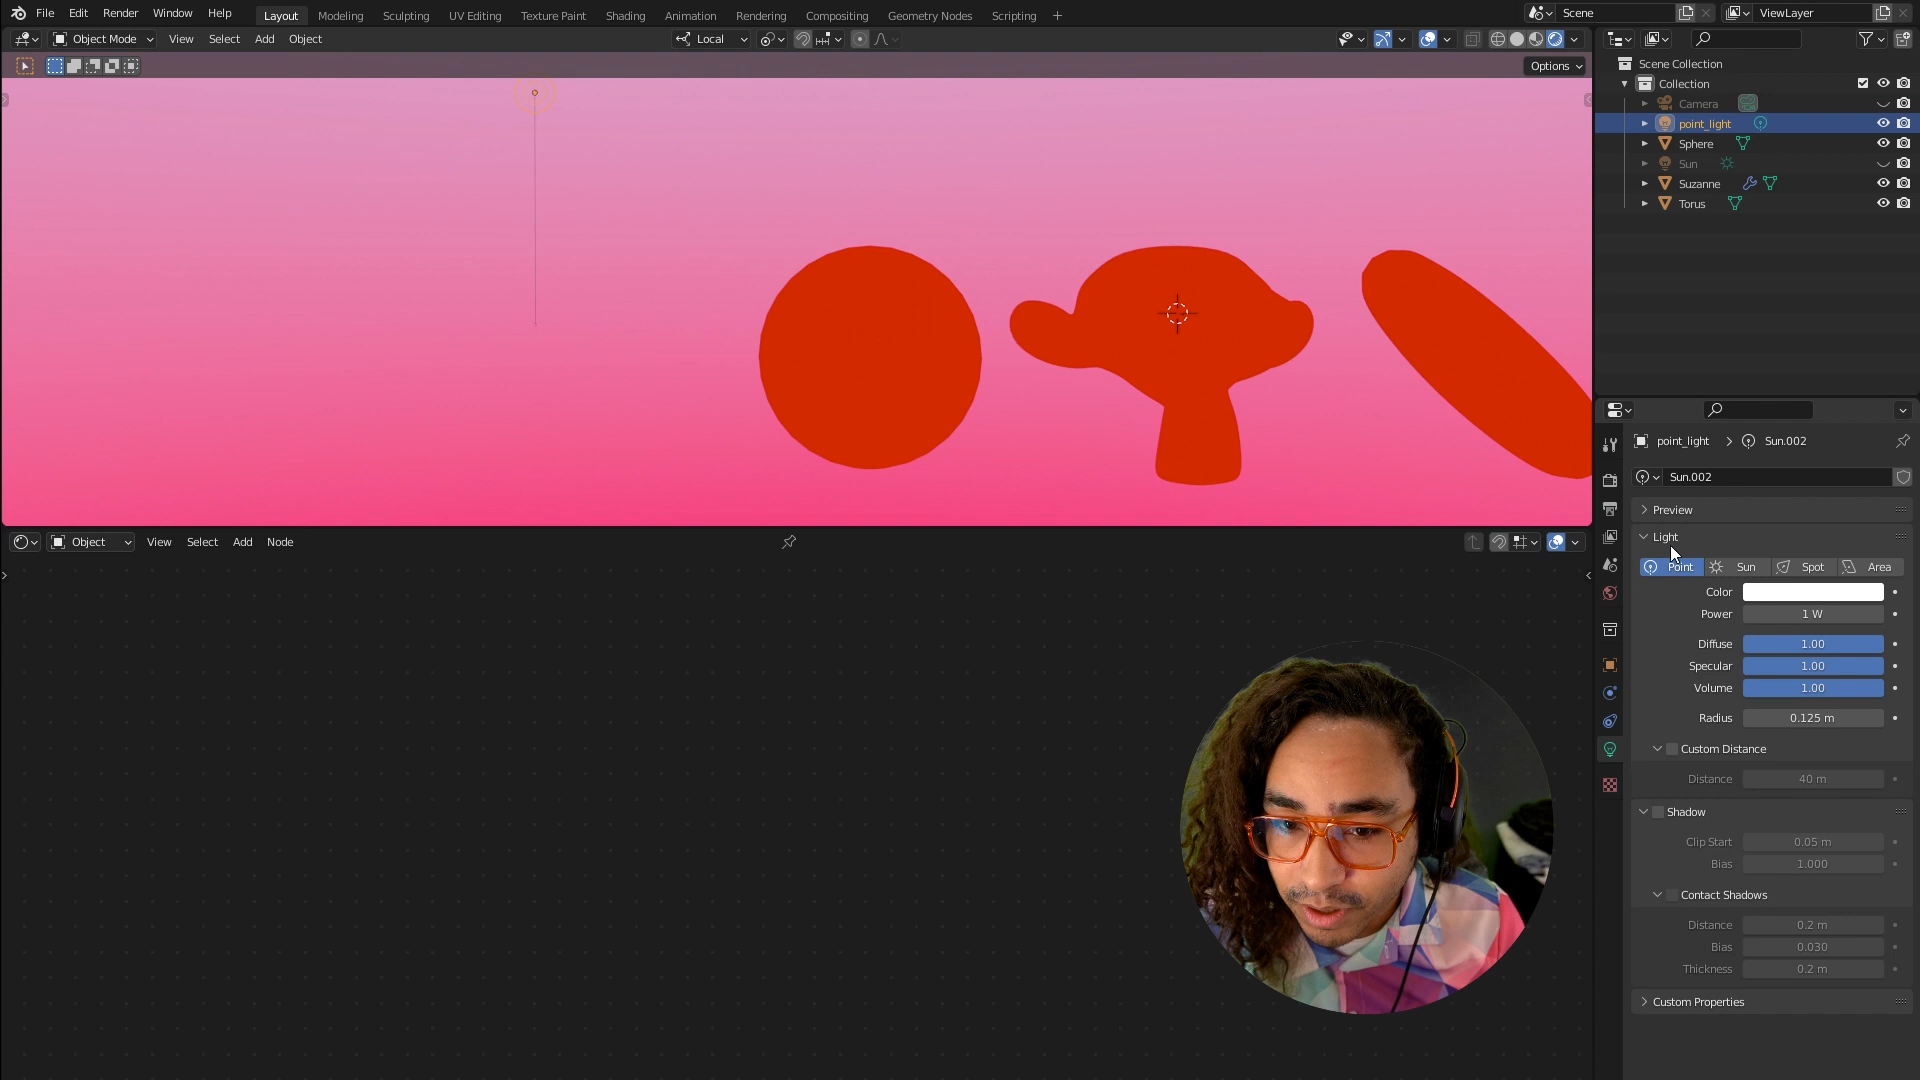 File Edit Render Window Help Layout Modeling Sculpting UV Editing Texture Paint Shading Animation Rendering Compositing Geometry Nodes Scripting + Scene ViewLayer
Object Mode View Select Add Object Local
Options
Scene Collection
Collection
Camera
point_light
Sphere
Sun
Suzanne
Torus
point_light Sun.002
Sun.002
Preview
Light
Point Sun Spot Area
Color
Power 1 W
Diffuse 1.00
Specular 1.00
Volume 1.00
Radius 0.125 m
Custom Distance
Distance 40 m
Shadow
Clip Start 0.05 m
Bias 1.000
Contact Shadows
Distance 0.2 m
Bias 0.030
Thickness 0.2 m
Custom Properties
Object View Select Add Node